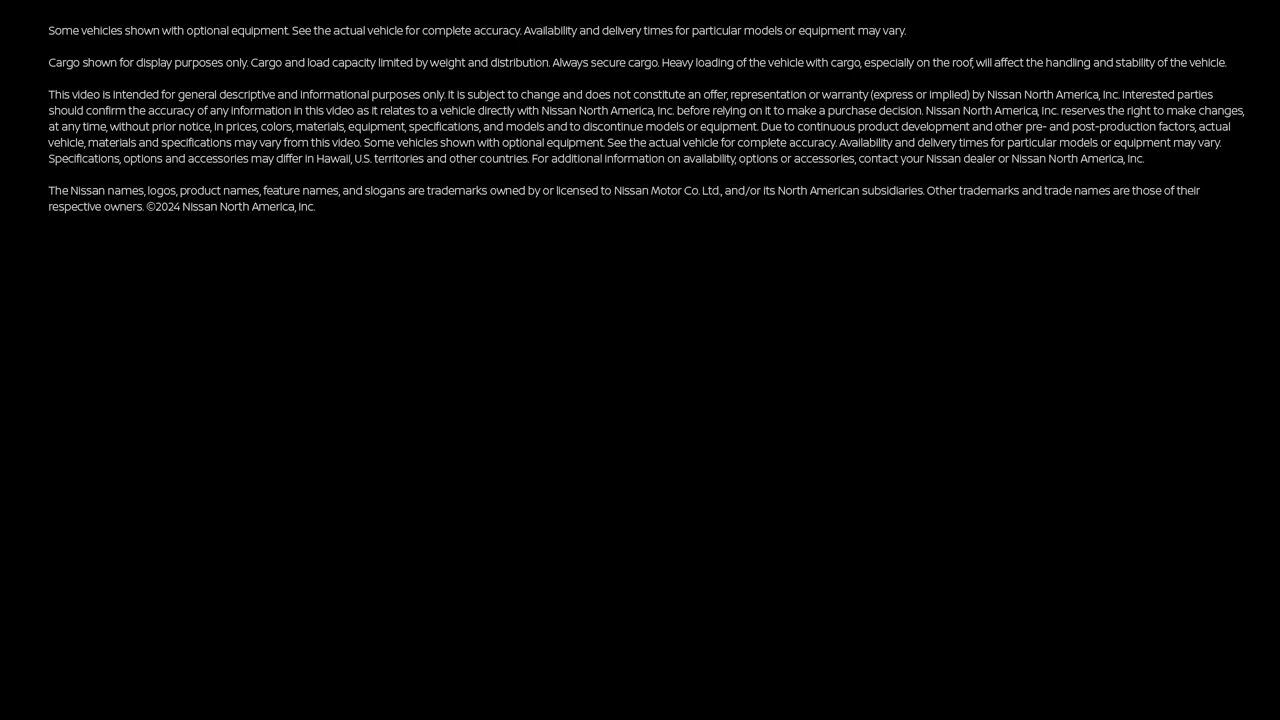 Some vehicles shown with optional equipment. See the actual vehicle for complete accuracy. Availability and delivery times for particular models or equipment may vary.
Cargo shown for display purposes only. Cargo and load capacity limited by weight and distribution. Always secure cargo. Heavy loading of the vehicle with cargo, especially on the roof, will affect the handling and stability of the vehicle.
This video is intended for general descriptive and informational purposes only. It is subject to change and does not constitute an offer, representation or warranty (express or implied) by Nissan North America, Inc. Interested parties
should confirm the accuracy of any information in this video as it relates to a vehicle directly with Nissan North America, Inc. before relying on it to make a purchase decision. Nissan North America, Inc. reserves the right to make changes,
at any time, without prior notice, in prices, colors, materials, equipment, specifications, and models and to discontinue models or equipment. Due to continuous product development and other pre- and post-production factors, actual
vehicle, materials and specifications may vary from this video. Some vehicles shown with optional equipment. See the actual vehicle for complete accuracy. Availability and delivery times for particular models or equipment may vary.
Specifications, options and accessories may differ in Hawaii, U.S. territories and other countries. For additional information on availability, options or accessories, contact your Nissan dealer or Nissan North America, Inc.
The Nissan names, logos, product names, feature names, and slogans are trademarks owned by or licensed to Nissan Motor Co. Ltd., and/or its North American subsidiaries. Other trademarks and trade names are those of their
respective owners. ©2024 Nissan North America, Inc.